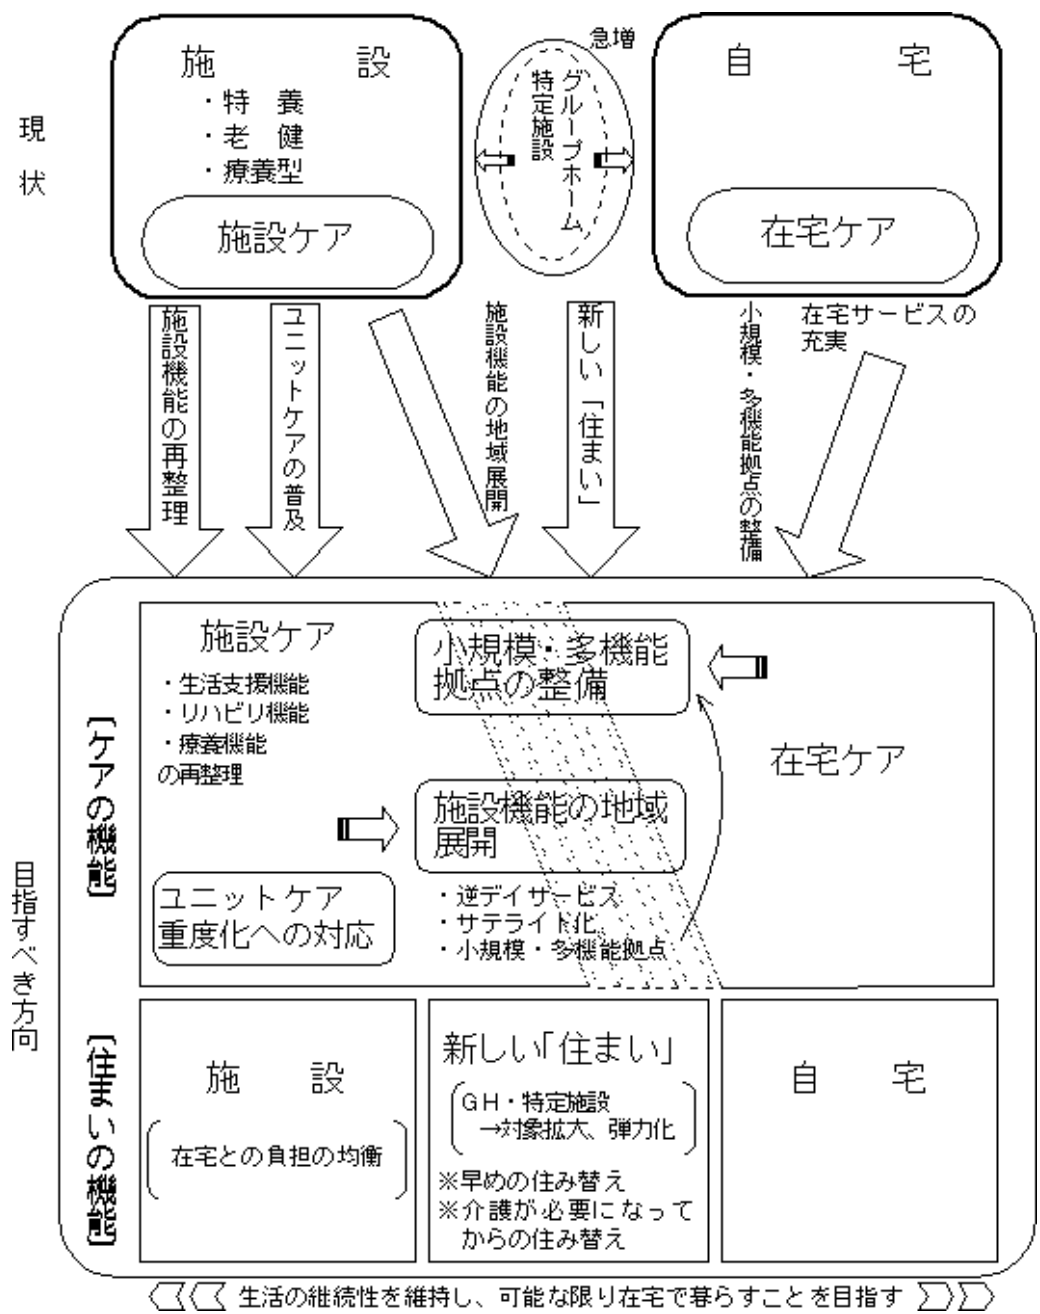 現状
施設
・特養
・老健
・療養型
施設ケア
急増
グループホーム
特定施設
自宅
在宅ケア
施設機能の再整理
ユニットケアの普及
施設機能の地域展開
新しい「住まい」
小規模・多機能拠点の整備
在宅サービスの
充実
目指すべき方向
[ケアの機能]
施設ケア
・生活支援機能
・リハビリ機能
・療養機能
の再整理
小規模・多機能
拠点の整備
在宅ケア
施設機能の地域
展開
・逆デイサービス
・サテライト化
・小規模・多機能拠点
ユニットケア
重度化への対応
[住まいの機能]
施設
在宅との負担の均衡
新しい「住まい」
GH・特定施設
→対象拡大、弾力化
※早めの住み替え
※介護が必要になって
からの住み替え
自宅
生活の継続性を維持し、可能な限り在宅で暮らすことを目指す